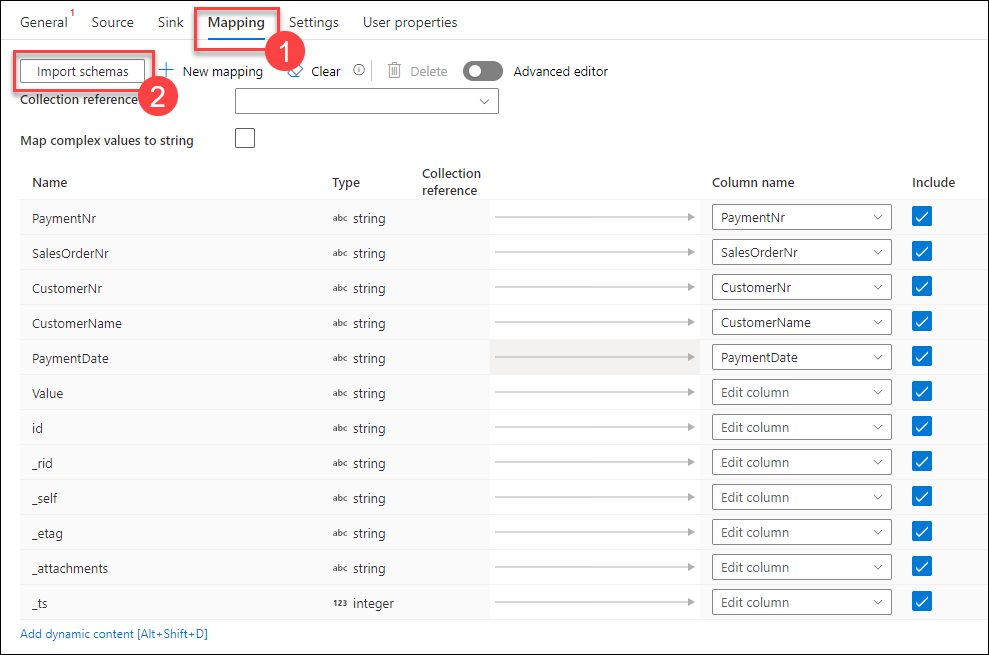 General 1 Source Sink Mapping Settings User properties
1
Import schemas New mapping Clear Delete Advanced editor
2
Collection reference
Map complex values to string
Name Type Collection reference Column name Include
PaymentNr abc string PaymentNr
SalesOrderNr abc string SalesOrderNr
CustomerNr abc string CustomerNr
CustomerName abc string CustomerName
PaymentDate abc string PaymentDate
Value abc string Edit column
id abc string Edit column
_rid abc string Edit column
_self abc string Edit column
_etag abc string Edit column
_attachments abc string Edit column
_ts 123 integer Edit column
Add dynamic content [Alt+Shift+D]